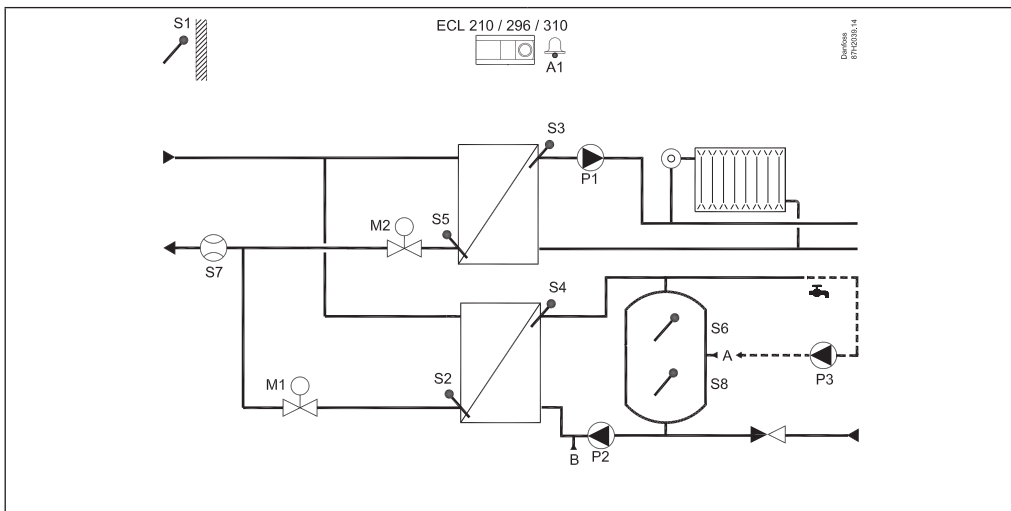 S1
ECL 210 / 296 / 310
A1
Danfoss
87H2039.14
S3
P1
M2
S5
S7
S4
S6
A
S8
P3
M1
S2
B
P2